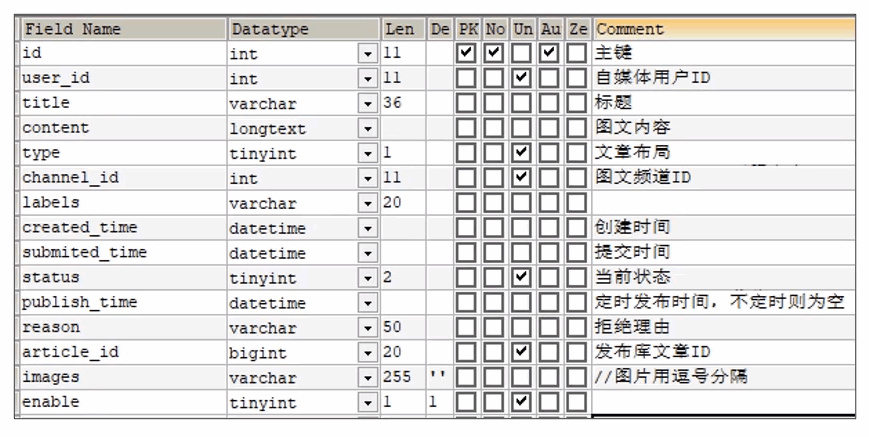 Field Name Datatype Len De PK No Un Au Ze Comment
id int 11 主键
user_id int 11 自媒体用户ID
title varchar 36 标题
content longtext 图文内容
type tinyint 1 文章布局
channel_id int 11 图文频道ID
labels varchar 20
created_time datetime 创建时间
submited_time datetime 提交时间
status tinyint 2 当前状态
publish_time datetime 定时发布时间，不定时则为空
reason varchar 50 拒绝理由
article_id bigint 20 发布库文章ID
images varchar 255 '' //图片用逗号分隔
enable tinyint 1 1